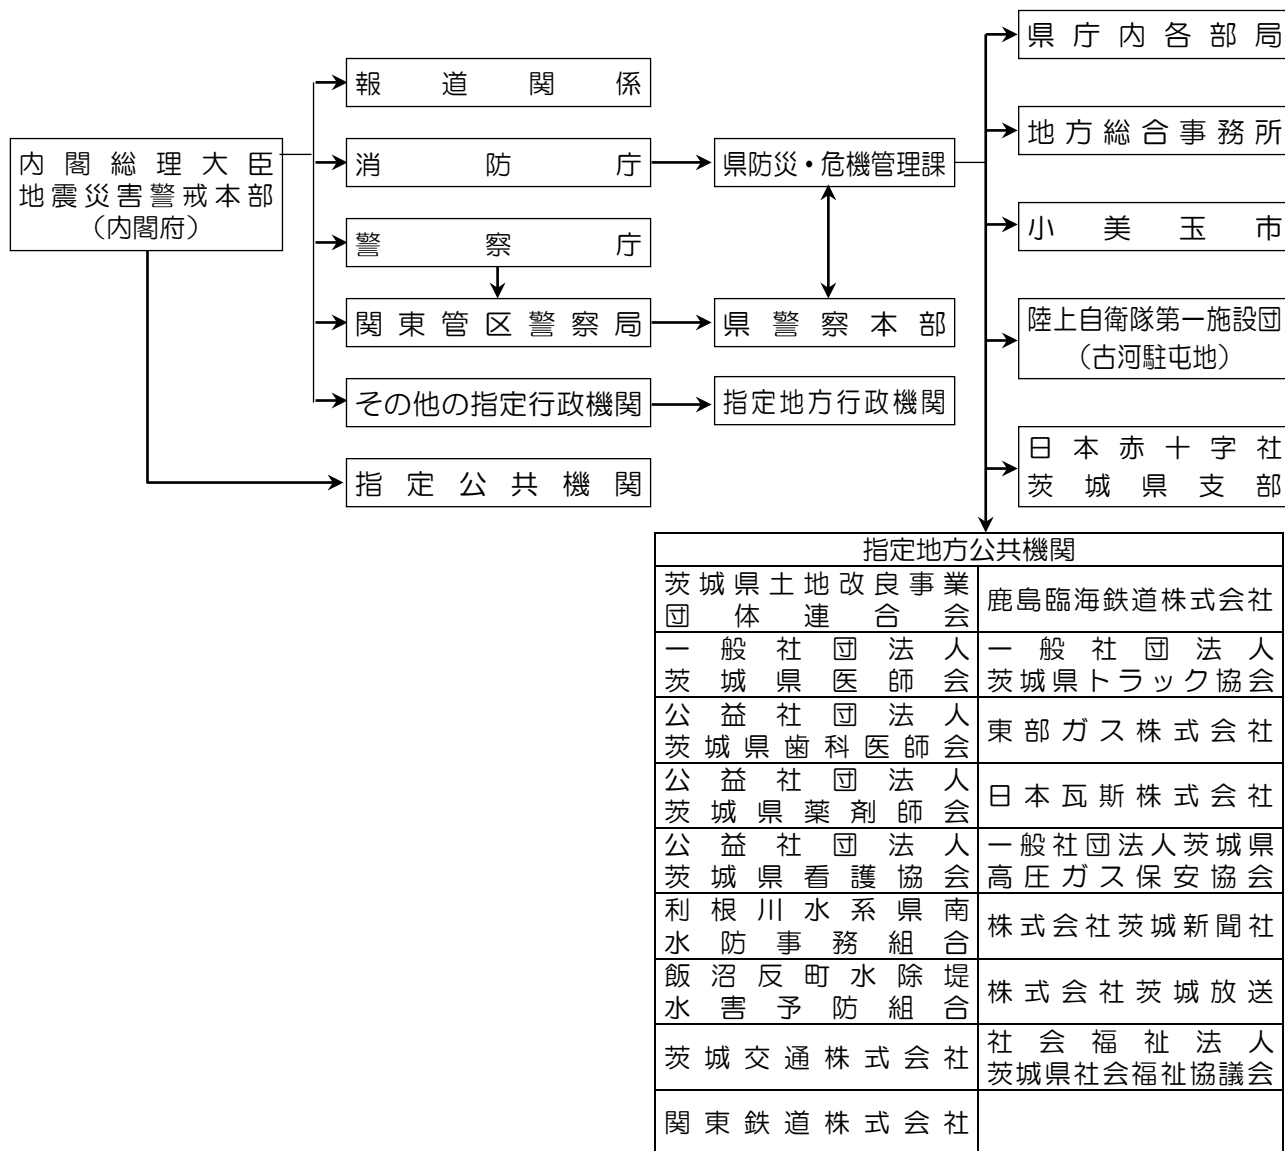 内閣総理大臣
地震災害警戒本部
（内閣府）
報道関係
消防庁
警察庁
関東管区警察局
その他の指定行政機関
指定公共機関
県防災・危機管理課
県警察本部
指定地方行政機関
県庁内各部局
地方総合事務所
小美玉市
陸上自衛隊第一施設団
（古河駐屯地）
日本赤十字社
茨城県支部
指定地方公共機関
茨城県土地改良事業
団体連合会
鹿島臨海鉄道株式会社
一般社団法人
茨城県医師会
一般社団法人
茨城県トラック協会
公益社団法人
茨城県歯科医師会
東部ガス株式会社
公益社団法人
茨城県薬剤師会
日本瓦斯株式会社
公益社団法人
茨城県看護協会
一般社団法人茨城県
高圧ガス保安協会
利根川水系県南
水防事務組合
株式会社茨城新聞社
飯沼反町水除堤
水害予防組合
株式会社茨城放送
茨城交通株式会社
社会福祉法人
茨城県社会福祉協議会
関東鉄道株式会社